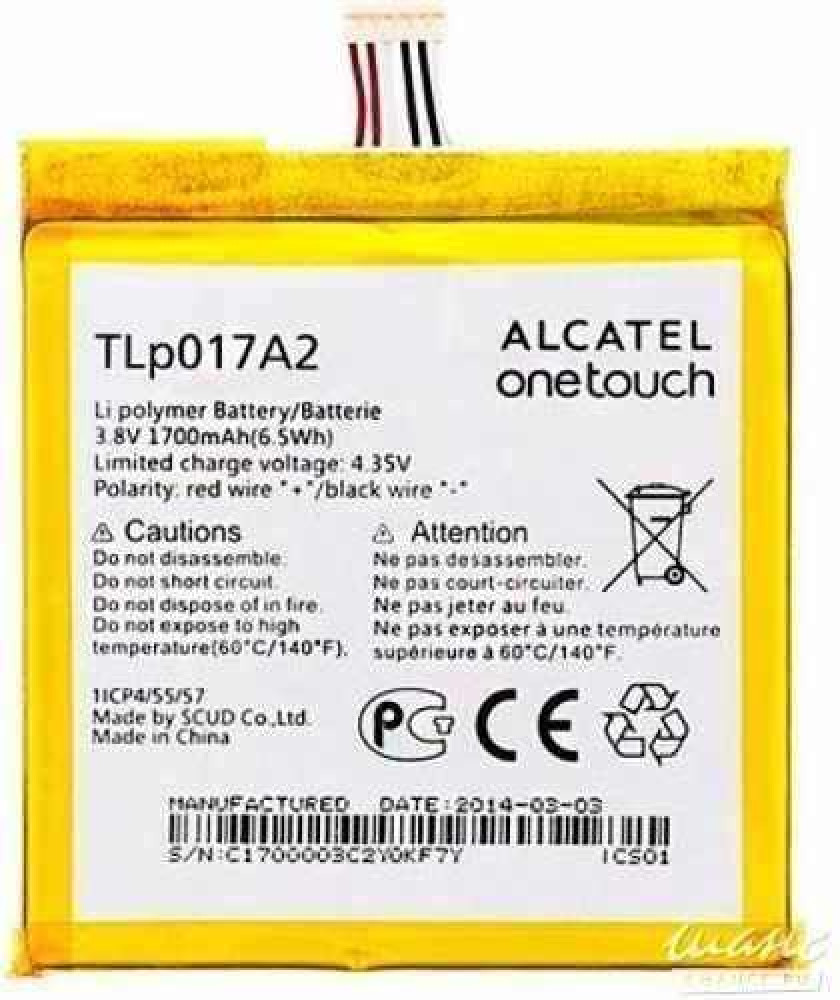 TLp017A2
ALCATEL
onetouch
Li polymer Battery/Batterie
3.8V 1700mAh(6.5Wh)
Limited charge voltage: 4.35V
Polarity: red wire "+"/black wire "-"
⚠ Cautions
Do not disassemble.
Do not short circuit.
Do not dispose of in fire.
Do not expose to high
temperature(60°C/140°F).
⚠ Attention
Ne pas desassembler.
Ne pas court-circuiter.
Ne pas jeter au feu.
Ne pas exposer à une température
supérieure à 60°C/140°F.
1ICP4/55/57
Made by SCUD Co.,Ltd.
Made in China
PC
CE
MANUFACTURED DATE:2014-03-03
S/N:C1700003C2Y0KF7Y ICS01